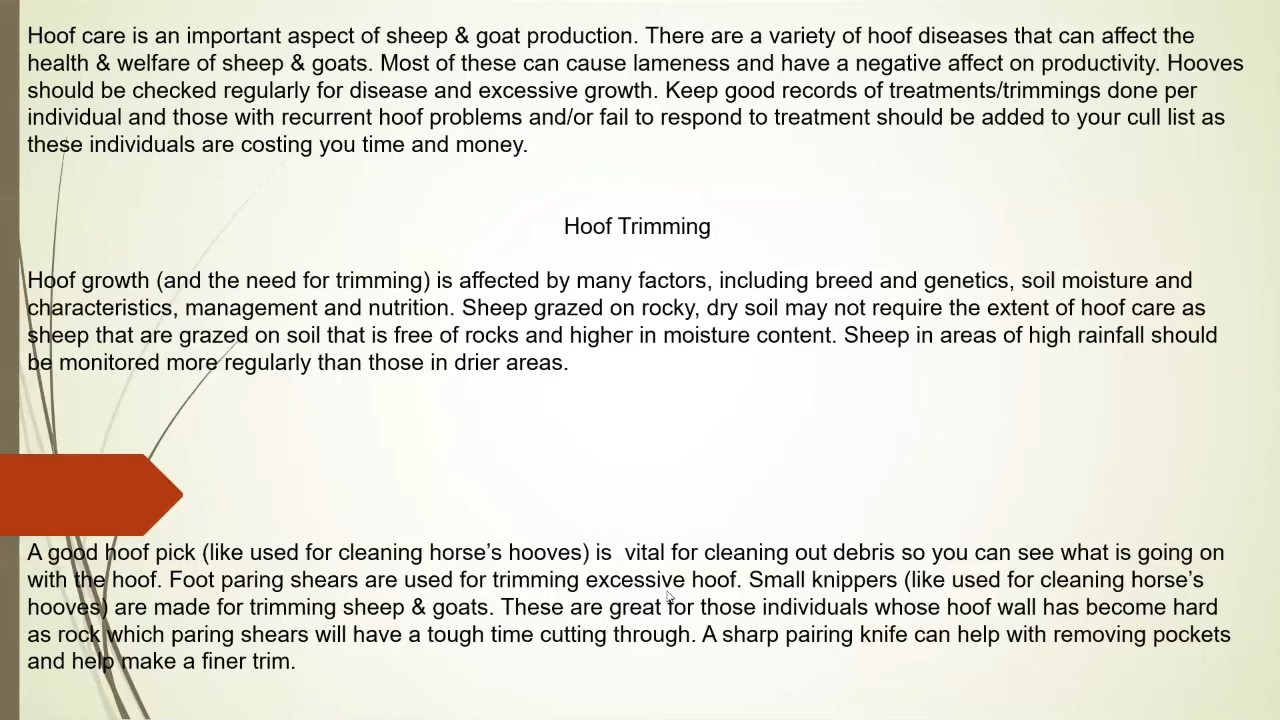 Hoof care is an important aspect of sheep & goat production. There are a variety of hoof diseases that can affect the
health & welfare of sheep & goats. Most of these can cause lameness and have a negative affect on productivity. Hooves
should be checked regularly for disease and excessive growth. Keep good records of treatments/trimmings done per
individual and those with recurrent hoof problems and/or fail to respond to treatment should be added to your cull list as
these individuals are costing you time and money.
Hoof Trimming
Hoof growth (and the need for trimming) is affected by many factors, including breed and genetics, soil moisture and
characteristics, management and nutrition. Sheep grazed on rocky, dry soil may not require the extent of hoof care as
sheep that are grazed on soil that is free of rocks and higher in moisture content. Sheep in areas of high rainfall should
be monitored more regularly than those in drier areas.
A good hoof pick (like used for cleaning horse’s hooves) is  vital for cleaning out debris so you can see what is going on
with the hoof. Foot paring shears are used for trimming excessive hoof. Small knippers (like used for cleaning horse’s
hooves) are made for trimming sheep & goats. These are great for those individuals whose hoof wall has become hard
as rock which paring shears will have a tough time cutting through. A sharp pairing knife can help with removing pockets
and help make a finer trim.